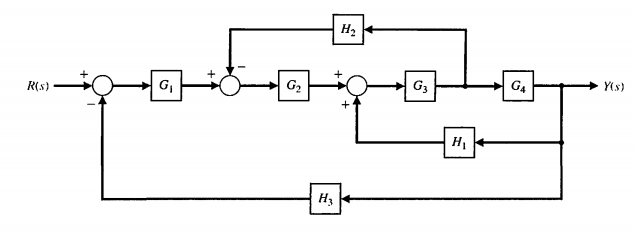 H₂
+
−
+
+
R(s)
G₁
G₂
G₃
G₄
Y(s)
−
+
H₁
H₃